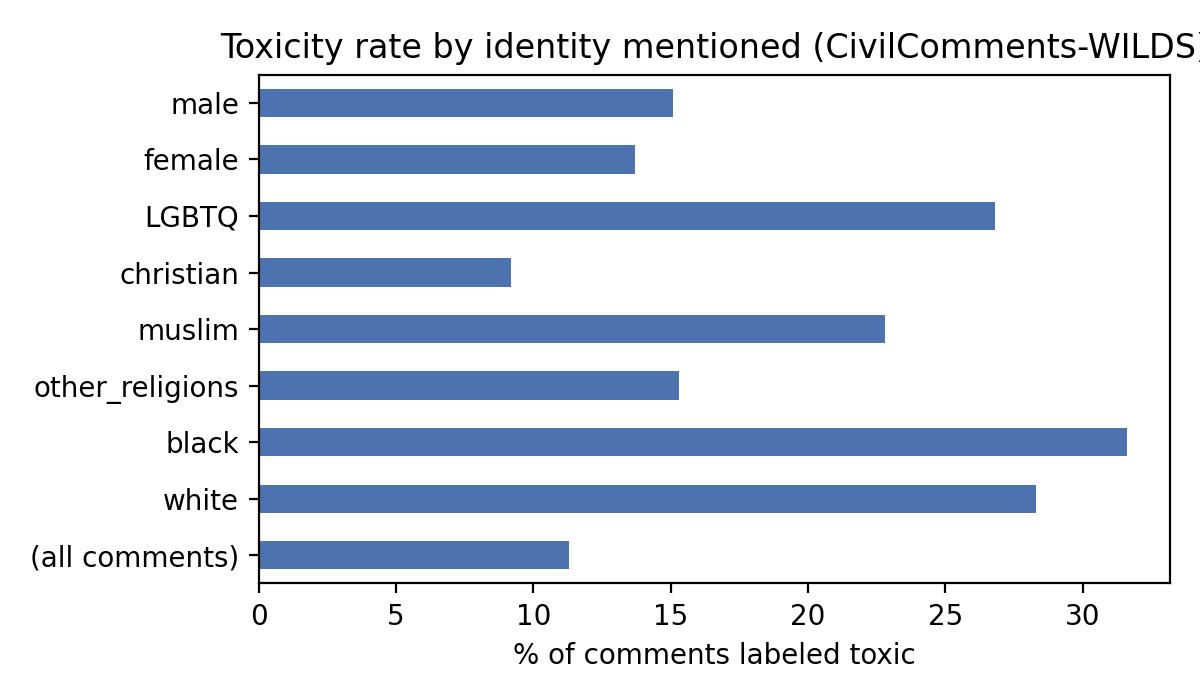 Toxicity rate by identity mentioned (CivilComments-WILDS)
male
female
LGBTQ
christian
muslim
other_religions
black
white
(all comments)
0 5 10 15 20 25 30
% of comments labeled toxic